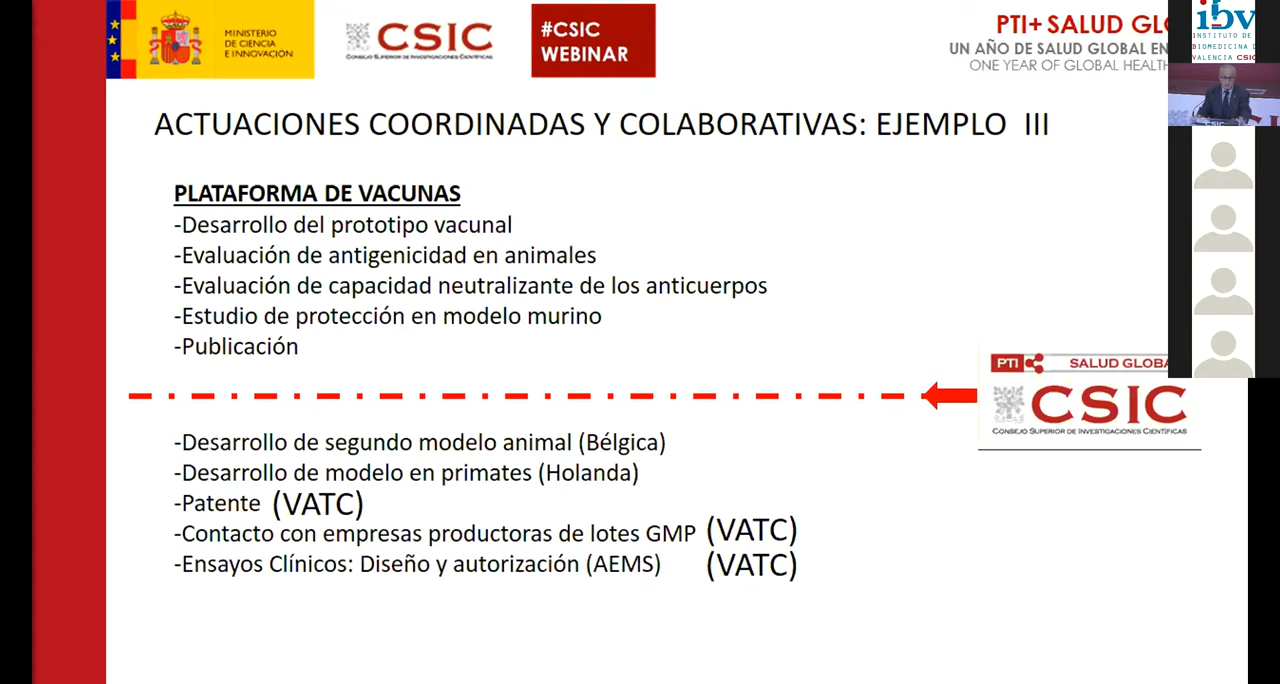 MINISTERIO
DE CIENCIA
E INNOVACIÓN
CSIC
CONSEJO SUPERIOR DE INVESTIGACIONES CIENTÍFICAS
#CSIC
WEBINAR
PTI+ SALUD GLO
UN AÑO DE SALUD GLOBAL EN
ONE YEAR OF GLOBAL HEALTH
ibv
INSTITUTO DE
BIOMEDICINA D
VALENCIA CSIC
CSIC
ACTUACIONES COORDINADAS Y COLABORATIVAS: EJEMPLO III
PLATAFORMA DE VACUNAS
-Desarrollo del prototipo vacunal
-Evaluación de antigenicidad en animales
-Evaluación de capacidad neutralizante de los anticuerpos
-Estudio de protección en modelo murino
-Publicación
PTI SALUD GLOBA
CSIC
CONSEJO SUPERIOR DE INVESTIGACIONES CIENTÍFICAS
-Desarrollo de segundo modelo animal (Bélgica)
-Desarrollo de modelo en primates (Holanda)
-Patente (VATC)
-Contacto con empresas productoras de lotes GMP (VATC)
-Ensayos Clínicos: Diseño y autorización (AEMS) (VATC)